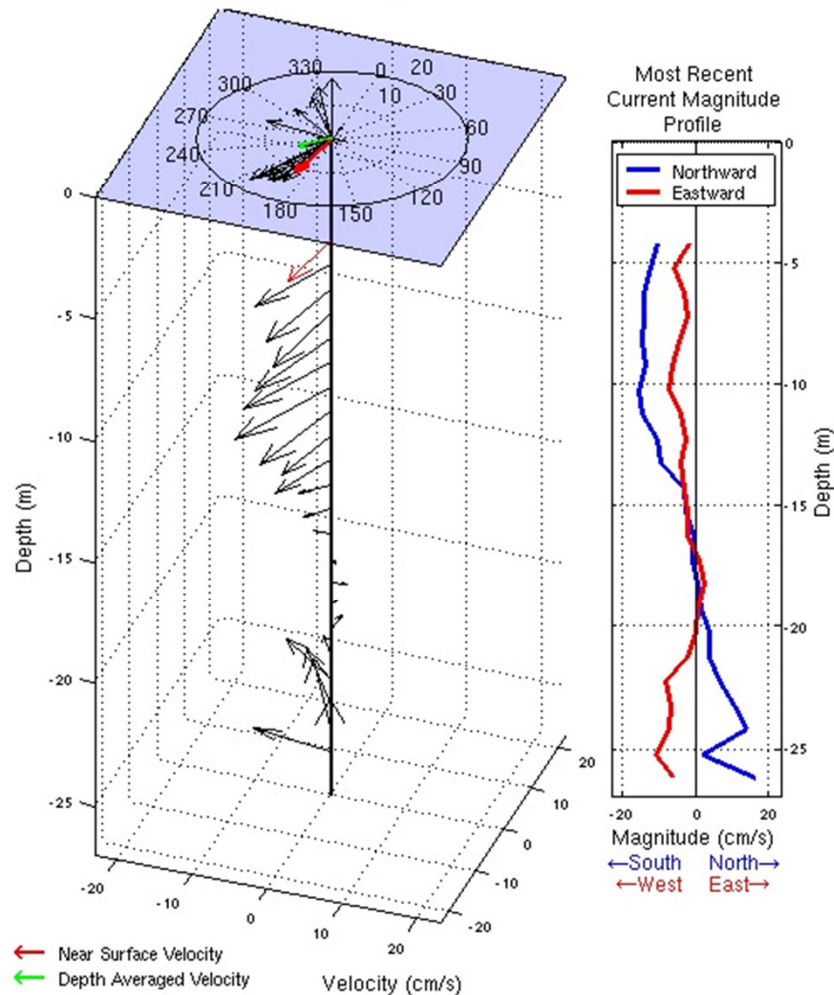 330
0
20
300
10
30
270
60
240
90
210
120
180
150
0
-5
-10
-15
-20
-25
Depth (m)
20
10
0
-10
-20
-20
-10
0
10
20
Velocity (cm/s)
← Near Surface Velocity
← Depth Averaged Velocity
Most Recent
Current Magnitude
Profile
Northward
Eastward
0
-5
-10
-15
-20
-25
Depth (m)
-20 0 20
Magnitude (cm/s)
←South North→
←West East→